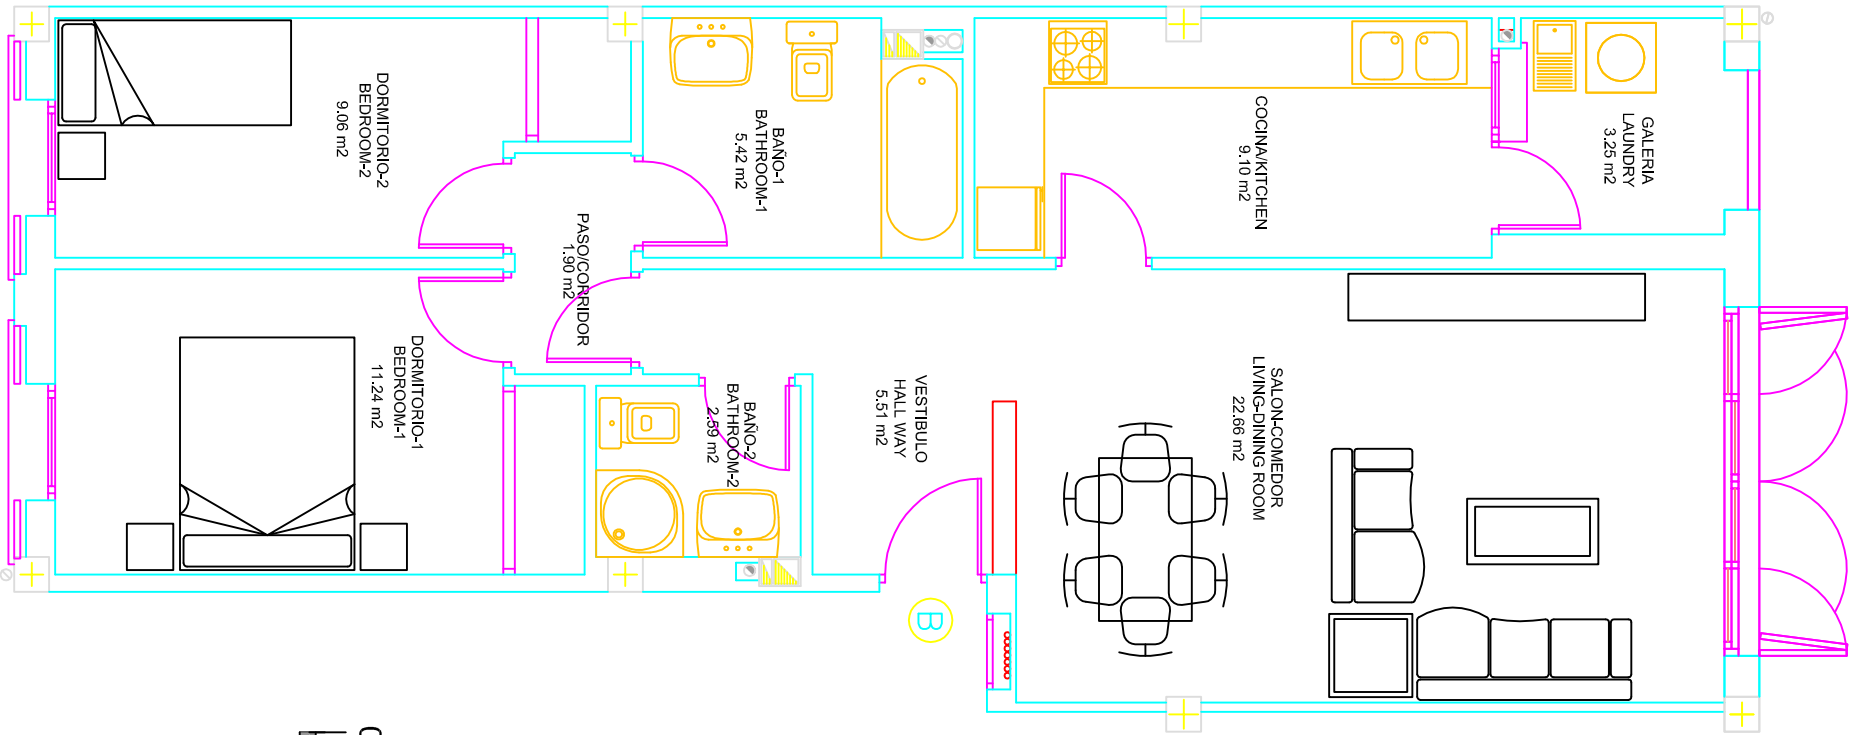 DORMITORIO-2
BEDROOM-2
9.06 m2
BAÑO-1
BATHROOM-1
5.42 m2
COCINA/KITCHEN
9.10 m2
GALERIA
LAUNDRY
3.25 m2
PASO/CORRIDOR
1.90 m2
DORMITORIO-1
BEDROOM-1
11.24 m2
BAÑO-2
BATHROOM-2
2.59 m2
VESTIBULO
HALL WAY
5.51 m2
SALON-COMEDOR
LIVING-DINING ROOM
22.66 m2
B